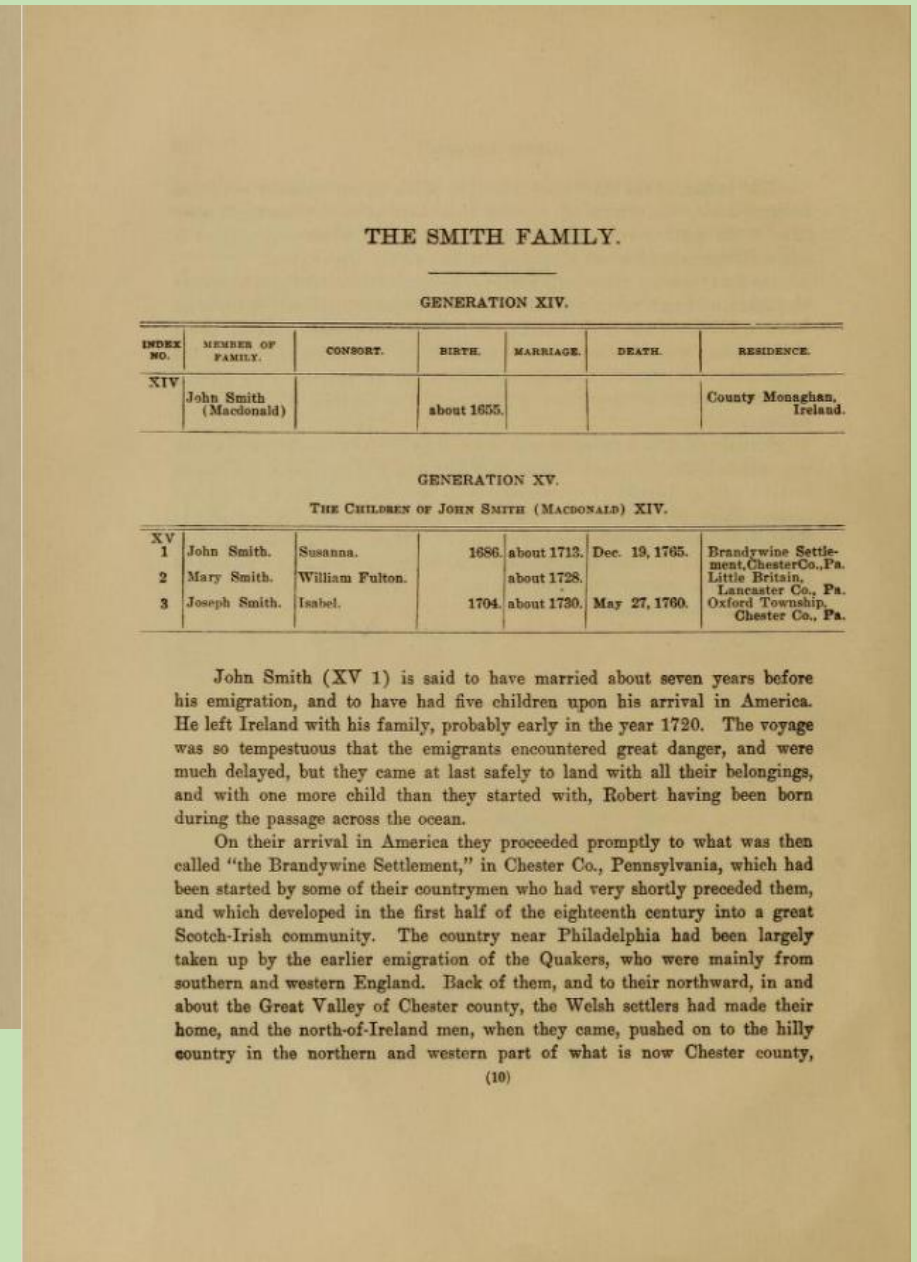 THE SMITH FAMILY.
GENERATION XIV.
INDEX NO. MEMBER OF FAMILY. CONSORT. BIRTH. MARRIAGE. DEATH. RESIDENCE.
XIV
John Smith (Macdonald) about 1655. County Monaghan, Ireland.
GENERATION XV.
THE CHILDREN OF JOHN SMITH (MACDONALD) XIV.
XV
1 John Smith. Susanna. 1686. about 1713. Dec. 19, 1765. Brandywine Settle-
ment, Chester Co., Pa.
2 Mary Smith. William Fulton. about 1728. Little Britain,
Lancaster Co., Pa.
3 Joseph Smith. Isabel. 1704. about 1730. May 27, 1760. Oxford Township,
Chester Co., Pa.
John Smith (XV 1) is said to have married about seven years before
his emigration, and to have had five children upon his arrival in America.
He left Ireland with his family, probably early in the year 1720. The voyage
was so tempestuous that the emigrants encountered great danger, and were
much delayed, but they came at last safely to land with all their belongings,
and with one more child than they started with, Robert having been born
during the passage across the ocean.
On their arrival in America they proceeded promptly to what was then
called "the Brandywine Settlement," in Chester Co., Pennsylvania, which had
been started by some of their countrymen who had very shortly preceded them,
and which developed in the first half of the eighteenth century into a great
Scotch-Irish community. The country near Philadelphia had been largely
taken up by the earlier emigration of the Quakers, who were mainly from
southern and western England. Back of them, and to their northward, in and
about the Great Valley of Chester county, the Welsh settlers had made their
home, and the north-of-Ireland men, when they came, pushed on to the hilly
country in the northern and western part of what is now Chester county,
(10)